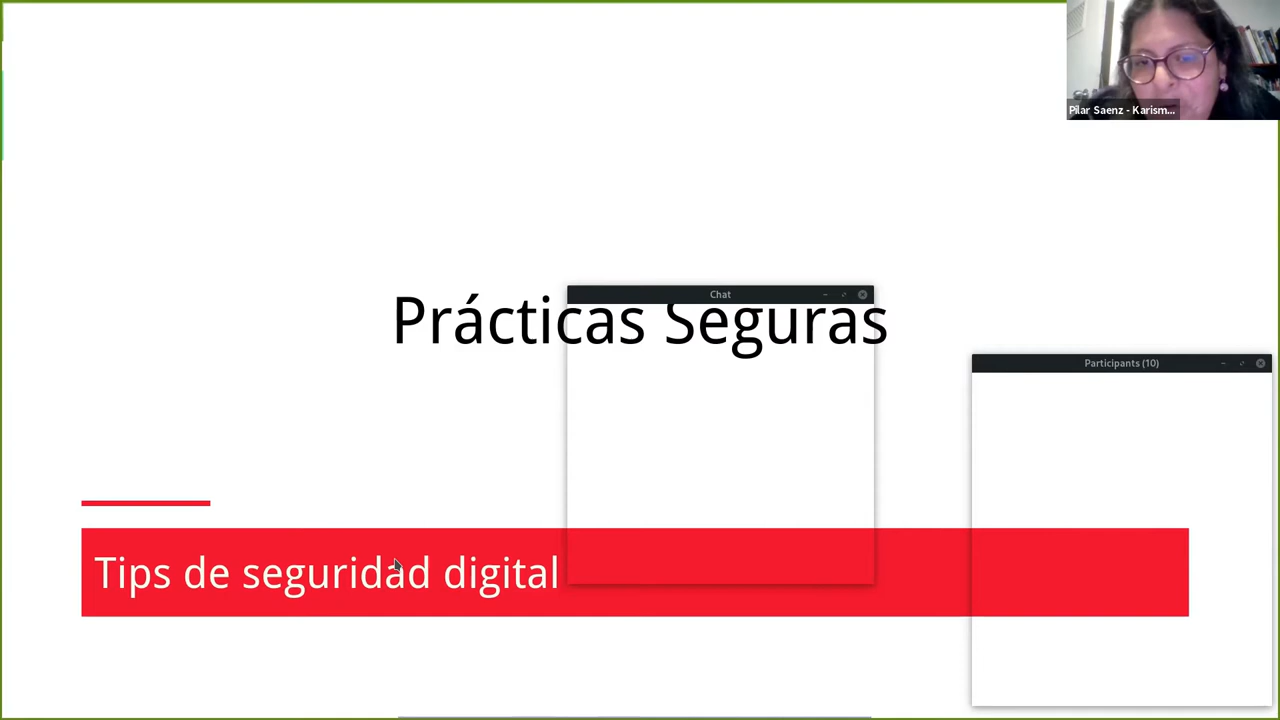 Pilar Saenz - Karism...
Chat
Prácticas Seguras
Participants (10)
Tips de seguridad digital